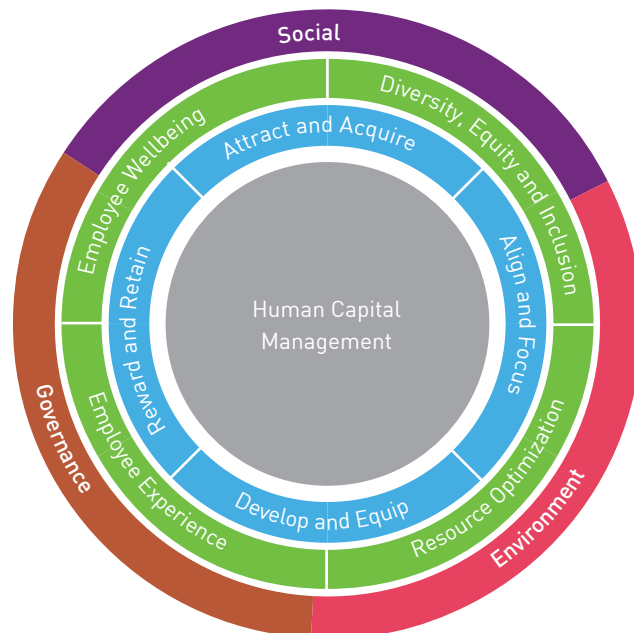 Social
Diversity, Equity and Inclusion
Employee Wellbeing
Attract and Acquire
Align and Focus
Reward and Retain
Human Capital
Management
Governance
Employee Experience
Develop and Equip
Resource Optimization
Environment